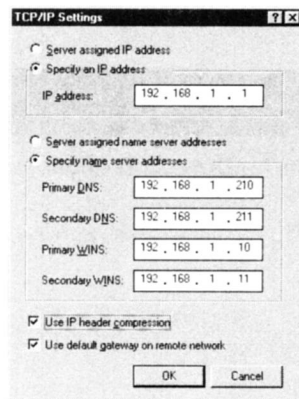 TCP/IP Settings
Server assigned IP address
Specify an IP address
IP address: 192 . 168 . 1 . 1
Server assigned name server addresses
Specify name server addresses
Primary DNS: 192 . 168 . 1 . 210
Secondary DNS: 192 . 168 . 1 . 211
Primary WINS: 192 . 168 . 1 . 10
Secondary WINS: 192 . 168 . 1 . 11
Use IP header compression
Use default gateway on remote network
OK Cancel